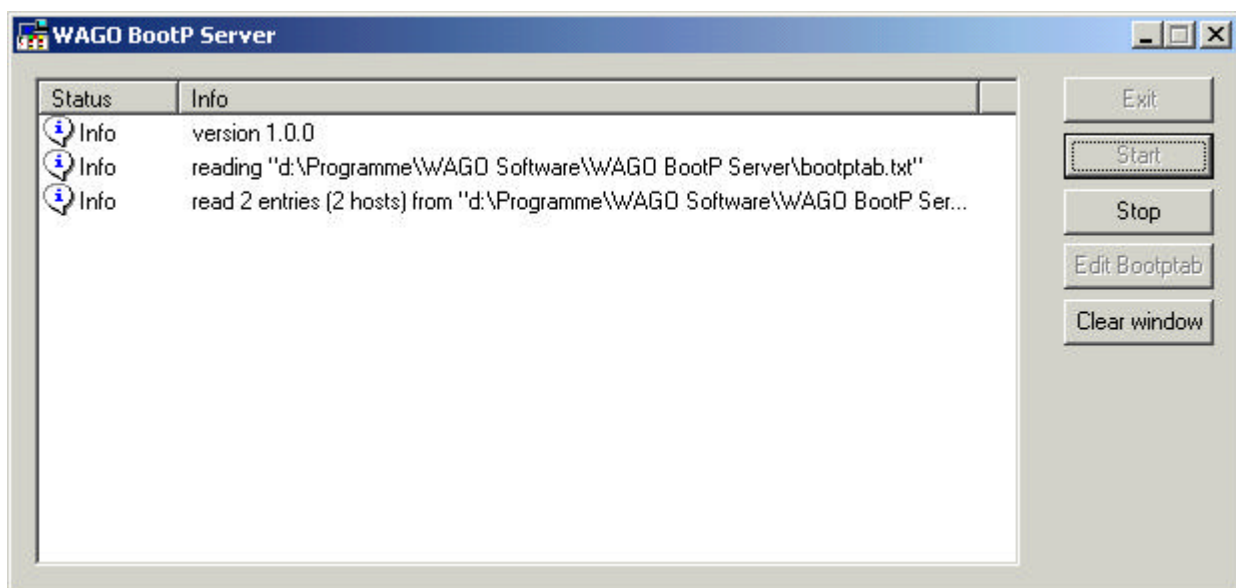 WAGO BootP Server
Status Info
Info version 1.0.0
Info reading "d:\Programme\WAGO Software\WAGO BootP Server\bootptab.txt"
Info read 2 entries (2 hosts) from "d:\Programme\WAGO Software\WAGO BootP Ser...
Exit
Start
Stop
Edit Bootptab
Clear window